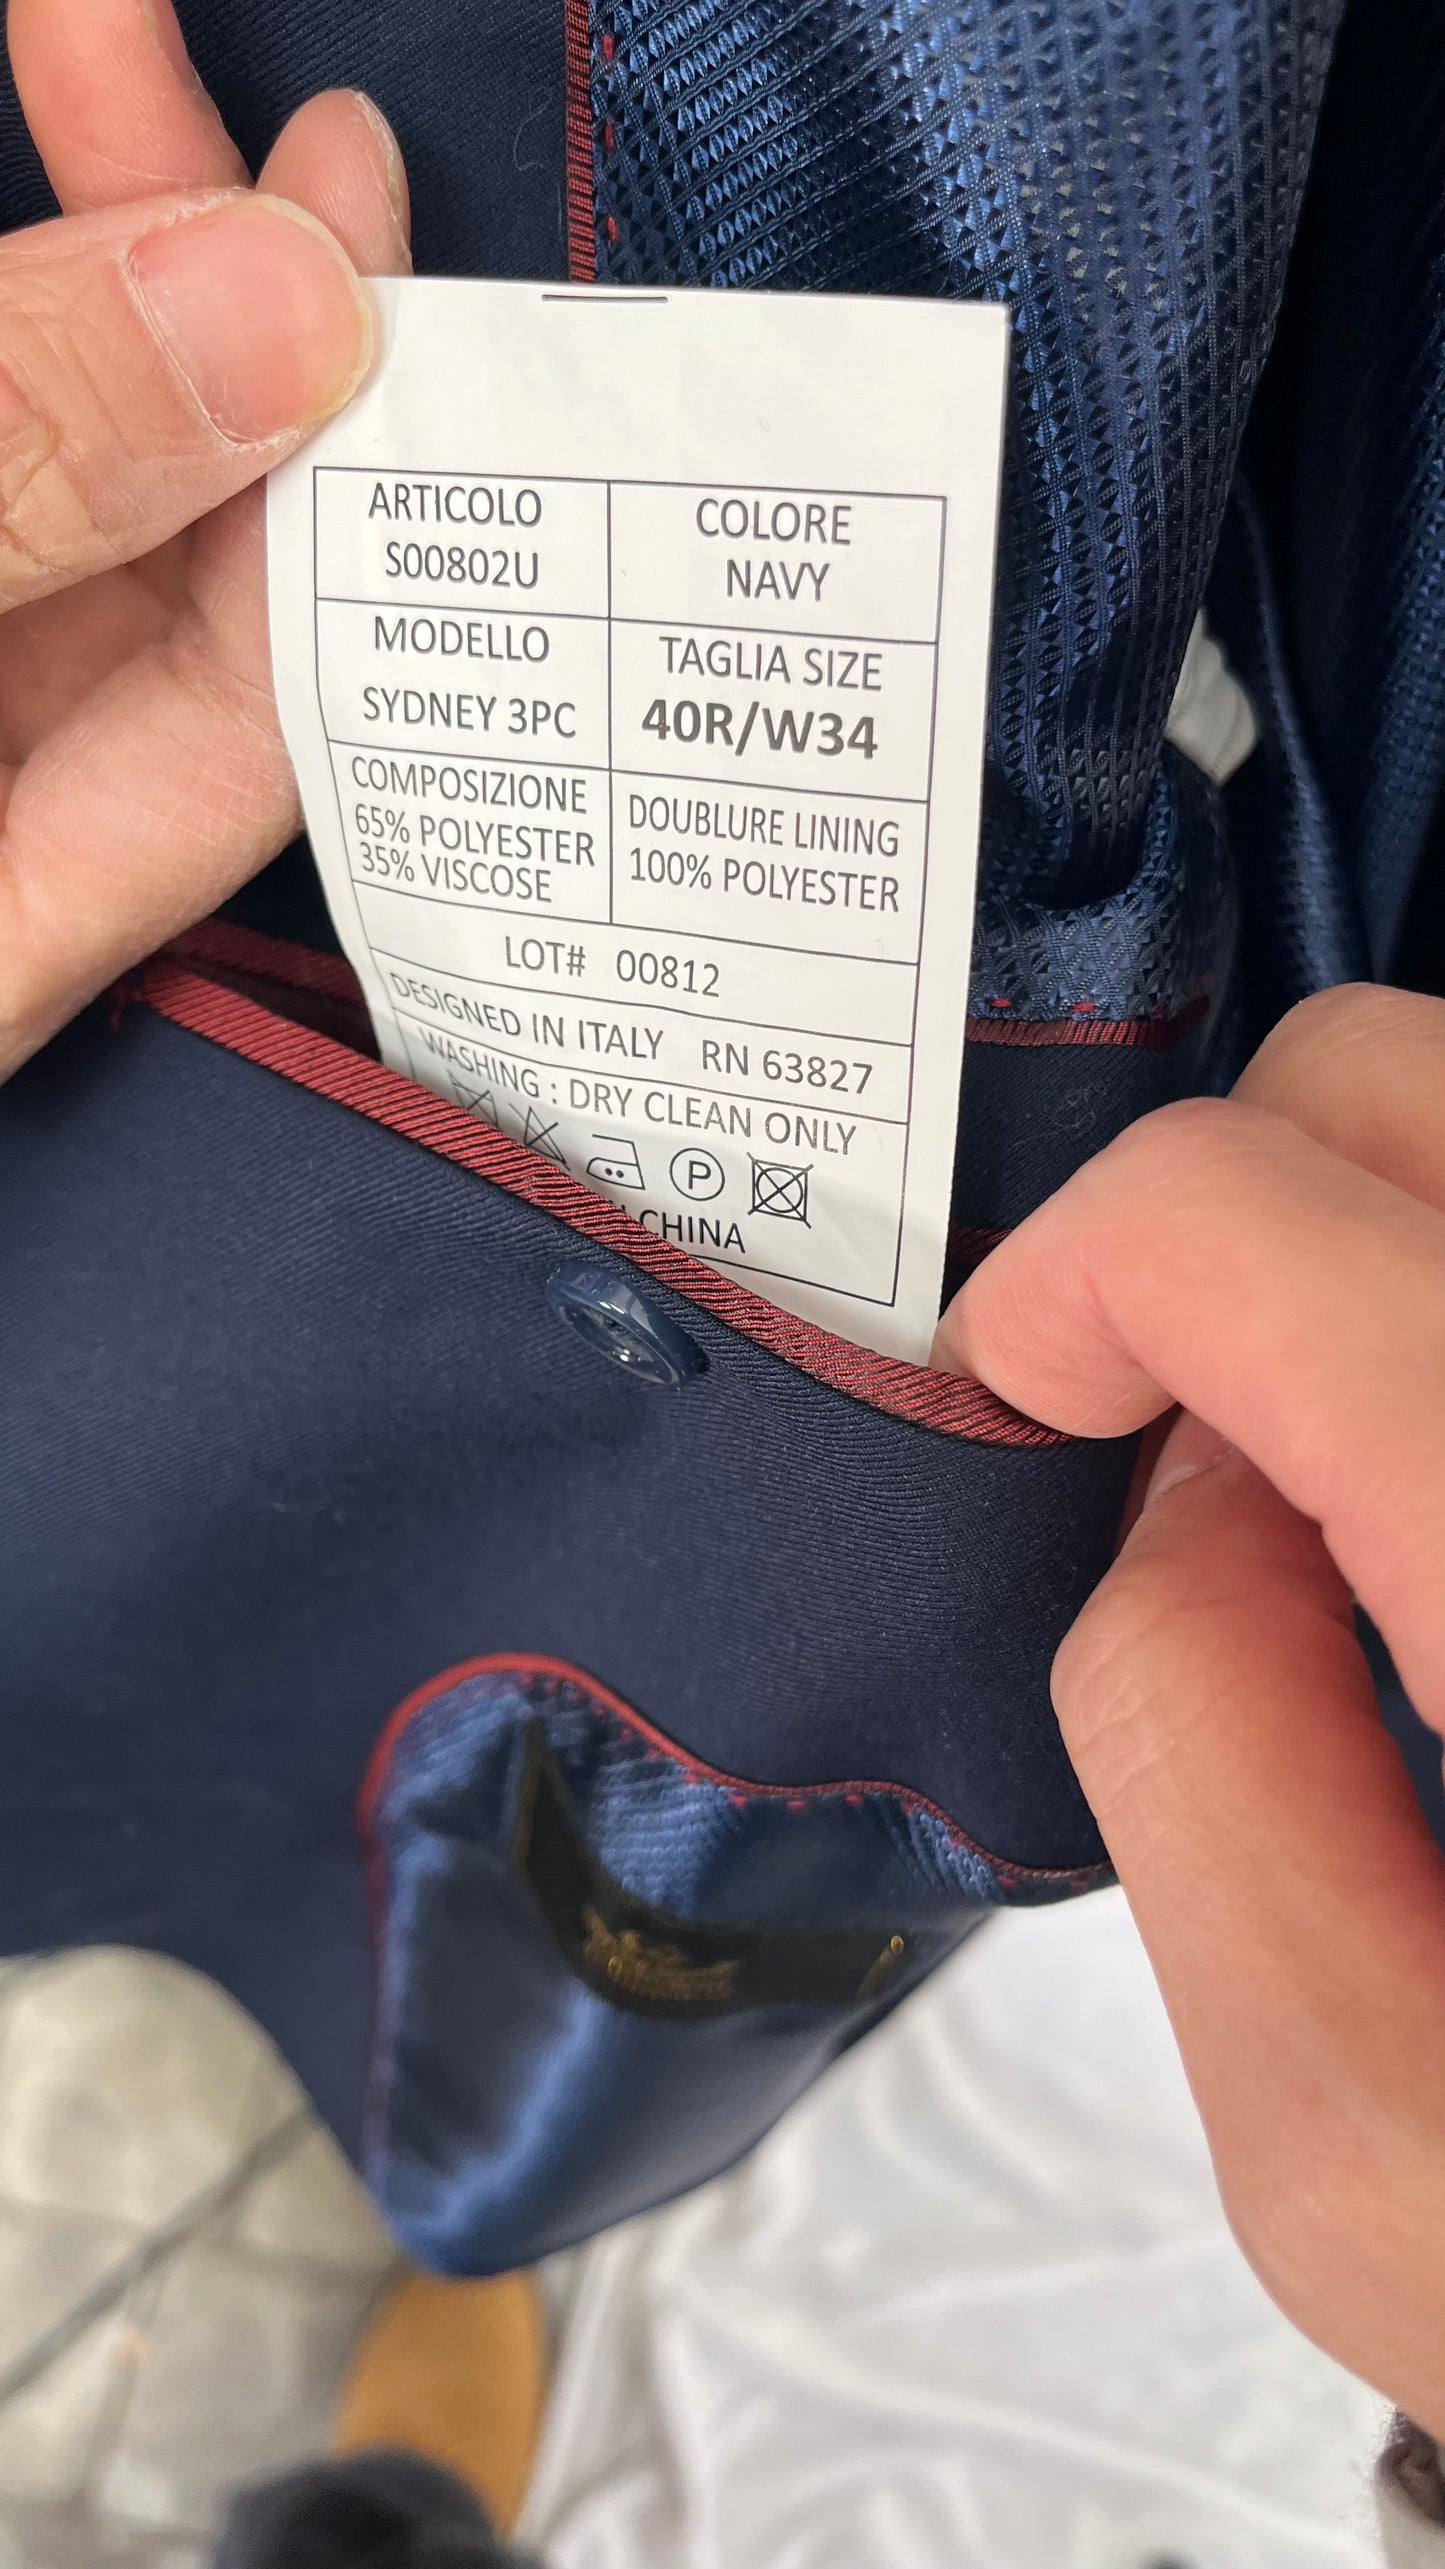 ARTICOLO
S00802U
COLORE
NAVY
MODELLO
SYDNEY 3PC
TAGLIA SIZE
40R/W34
COMPOSIZIONE
65% POLYESTER
35% VISCOSE
DOUBLURE LINING
100% POLYESTER
LOT# 00812
DESIGNED IN ITALY RN 63827
WASHING : DRY CLEAN ONLY
P
CHINA